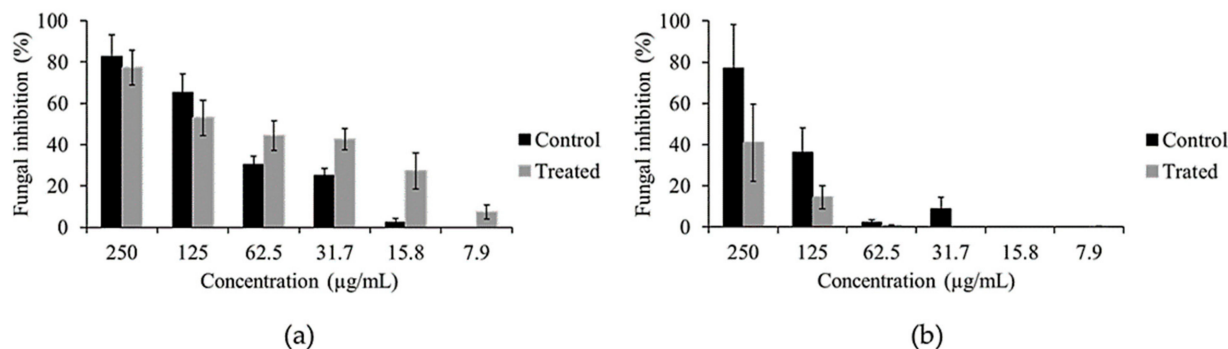 100
80
60
40
20
0
Fungal inhibition (%)
250 125 62.5 31.7 15.8 7.9
Concentration (µg/mL)
Control
Treated
(a)
100
80
60
40
20
0
Fungal inhibition (%)
250 125 62.5 31.7 15.8 7.9
Concentration (µg/mL)
Control
Trated
(b)